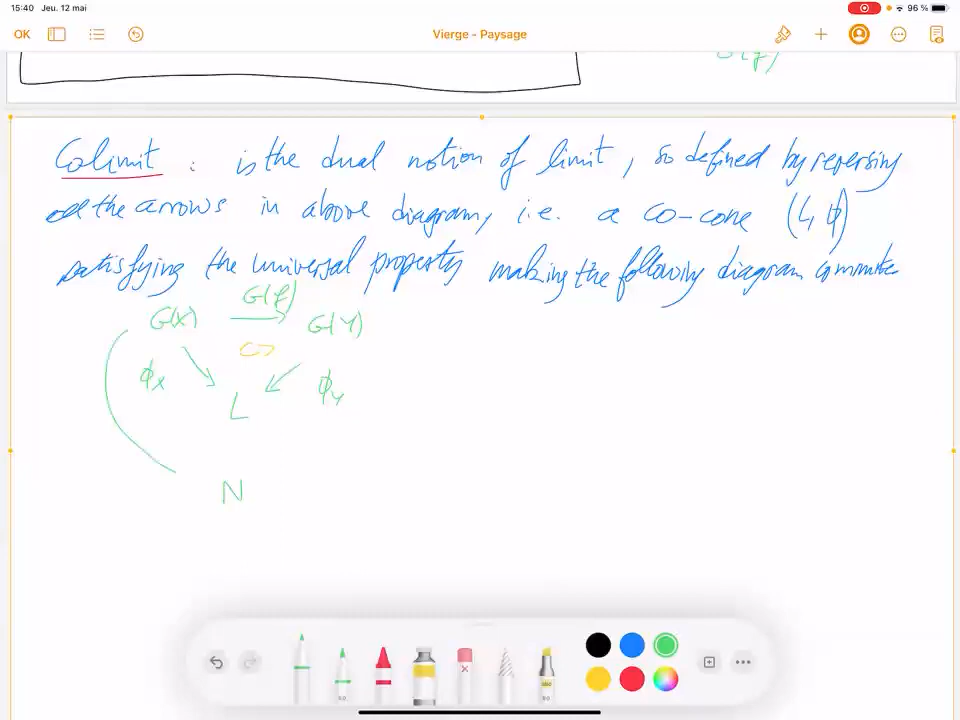 15:40 Jeu. 12 mai
96 %
OK
Vierge - Paysage
G(f)
Colimit : is the dual notion of limit, so defined by reversing
all the arrows in above diagram, i.e. a co-cone (L, ϕ)
satisfying the universal property making the following diagram commute
G(f)
G(X) → G(Y)
ϕx
ϕy
L
N